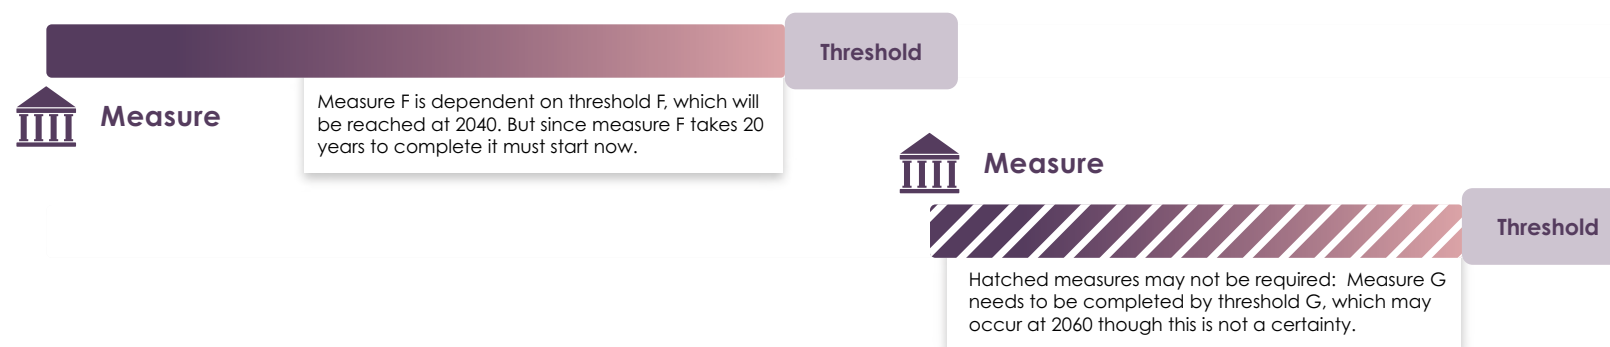 Threshold
Measure
Measure F is dependent on threshold F, which will
be reached at 2040. But since measure F takes 20
years to complete it must start now.
Measure
Threshold
Hatched measures may not be required:  Measure G
needs to be completed by threshold G, which may
occur at 2060 though this is not a certainty.